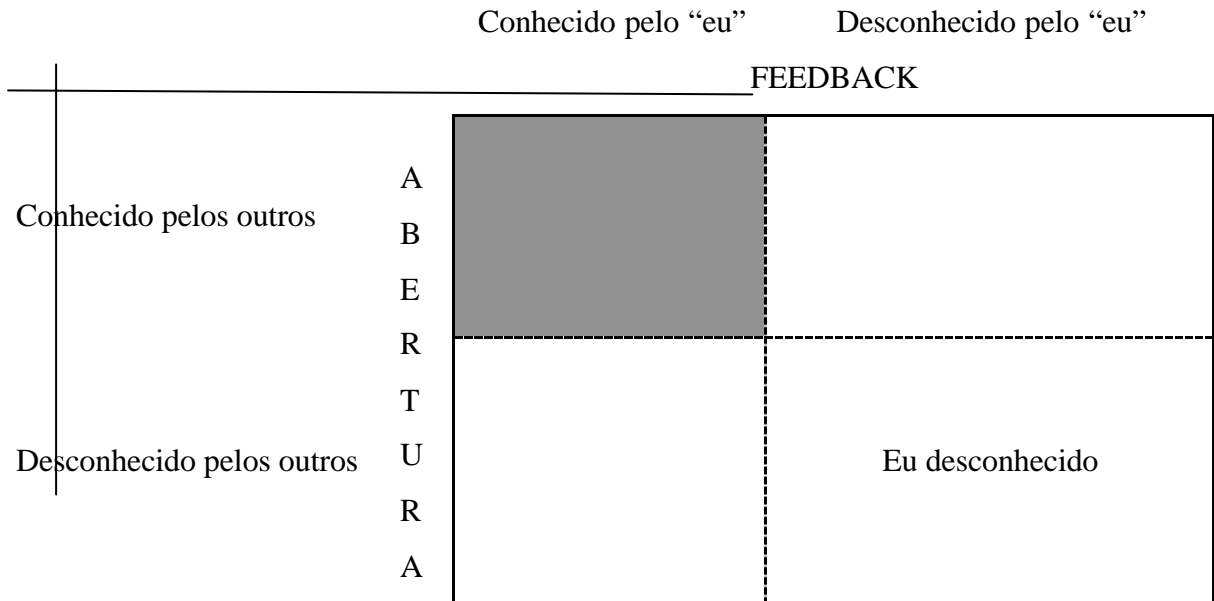 Conhecido pelo “eu” Desconhecido pelo “eu”
FEEDBACK
A
Conhecido pelos outros
B
E
R
T
Desconhecido pelos outros U Eu desconhecido
R
A